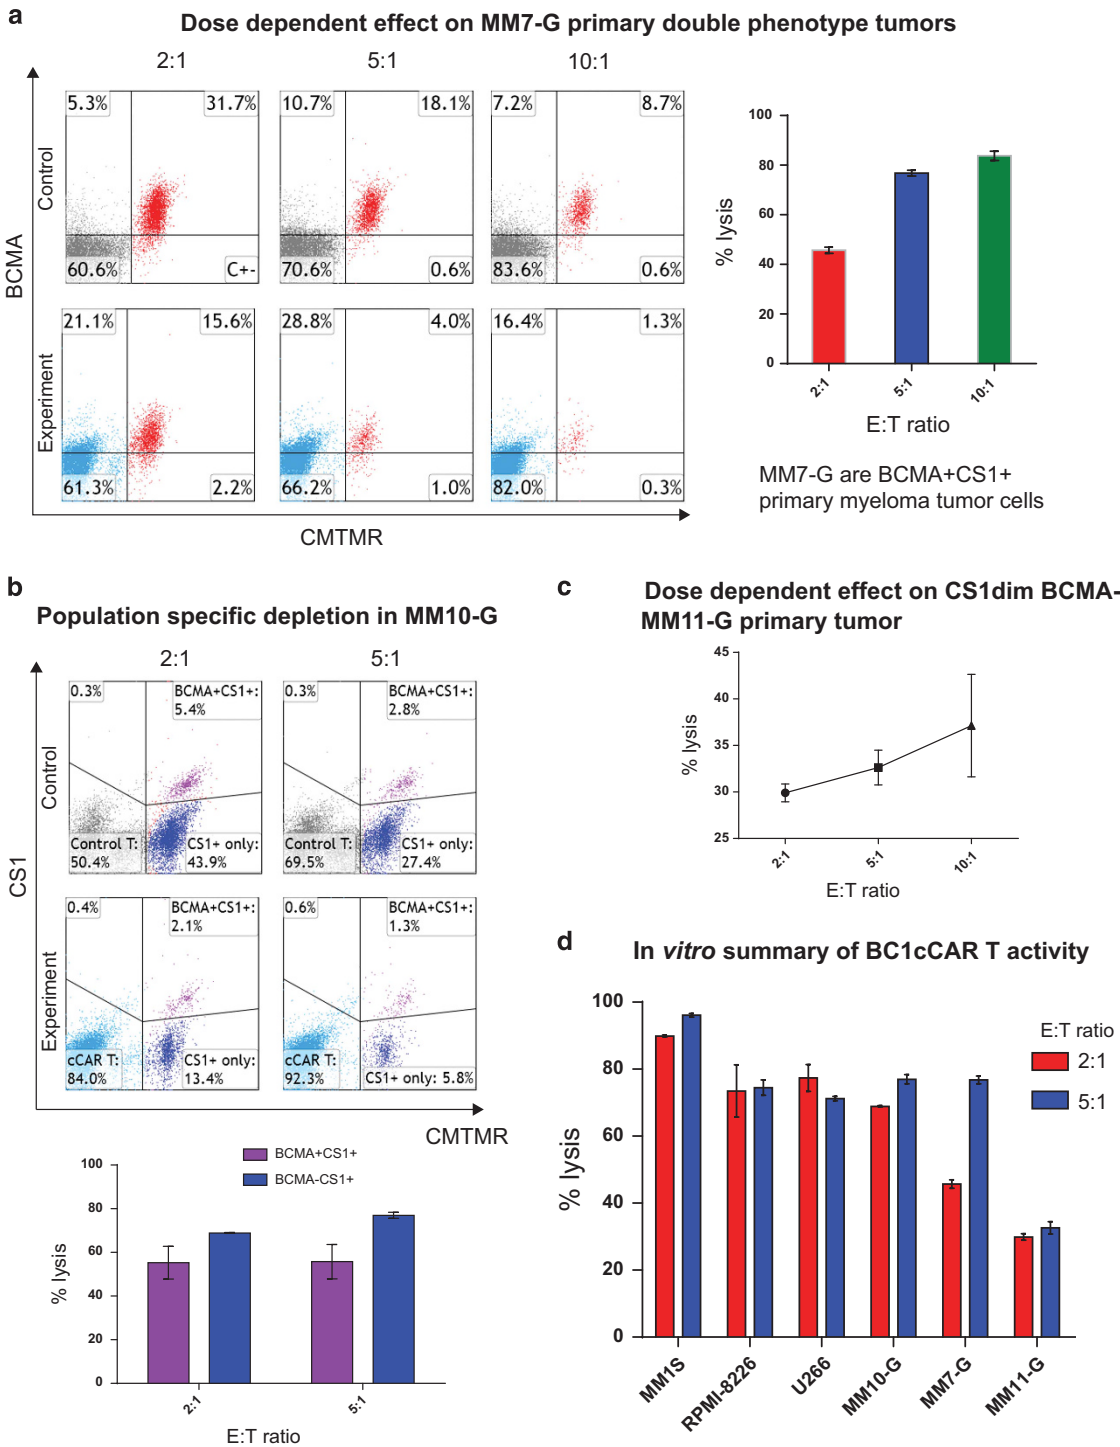 a
Dose dependent effect on MM7-G primary double phenotype tumors
2:1 5:1 10:1
BCMA
Control
5.3% 31.7%
60.6% C+-
10.7% 18.1%
70.6% 0.6%
7.2% 8.7%
83.6% 0.6%
Experiment
21.1% 15.6%
61.3% 2.2%
28.8% 4.0%
66.2% 1.0%
16.4% 1.3%
82.0% 0.3%
CMTMR
% lysis
100
80
60
40
20
0
2:1 5:1 10:1
E:T ratio
MM7-G are BCMA+CS1+
primary myeloma tumor cells
b
Population specific depletion in MM10-G
2:1 5:1
CS1
Control
0.3% BCMA+CS1+:
5.4%
Control T:
50.4%
CS1+ only:
43.9%
0.3% BCMA+CS1+:
2.8%
Control T:
69.5%
CS1+ only:
27.4%
Experiment
0.4% BCMA+CS1+:
2.1%
cCAR T:
84.0%
CS1+ only:
13.4%
0.6% BCMA+CS1+:
1.3%
cCAR T:
92.3%
CS1+ only: 5.8%
CMTMR
BCMA+CS1+
BCMA-CS1+
% lysis
100
80
60
40
20
0
2:1 5:1
E:T ratio
c
Dose dependent effect on CS1dim BCMA-
MM11-G primary tumor
% lysis
45
40
35
30
25
2:1 5:1 10:1
E:T ratio
d
In vitro summary of BC1cCAR T activity
% lysis
100
80
60
40
20
0
E:T ratio
2:1
5:1
MM1S RPMI-8226 U266 MM10-G MM7-G MM11-G